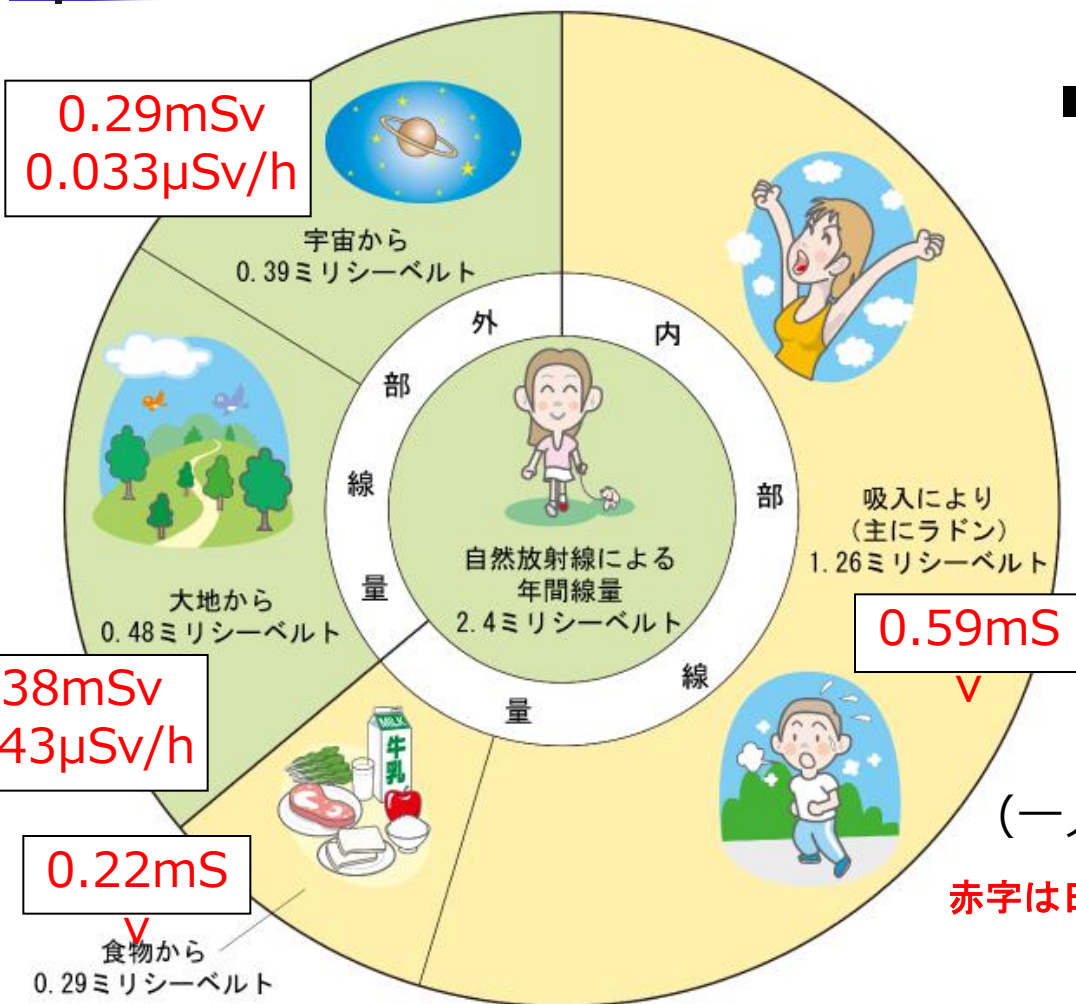 0.29mSv
0.033μSv/h
宇宙から
0.39ミリシーベルト
外部線量
内部線量
大地から
0.48ミリシーベルト
38mSv
43μSv/h
自然放射線による
年間線量
2.4ミリシーベルト
吸入により
(主にラドン)
1.26ミリシーベルト
0.59mS
v
MILK
牛乳
0.22mS
v
食物から
0.29ミリシーベルト
(一
赤字は